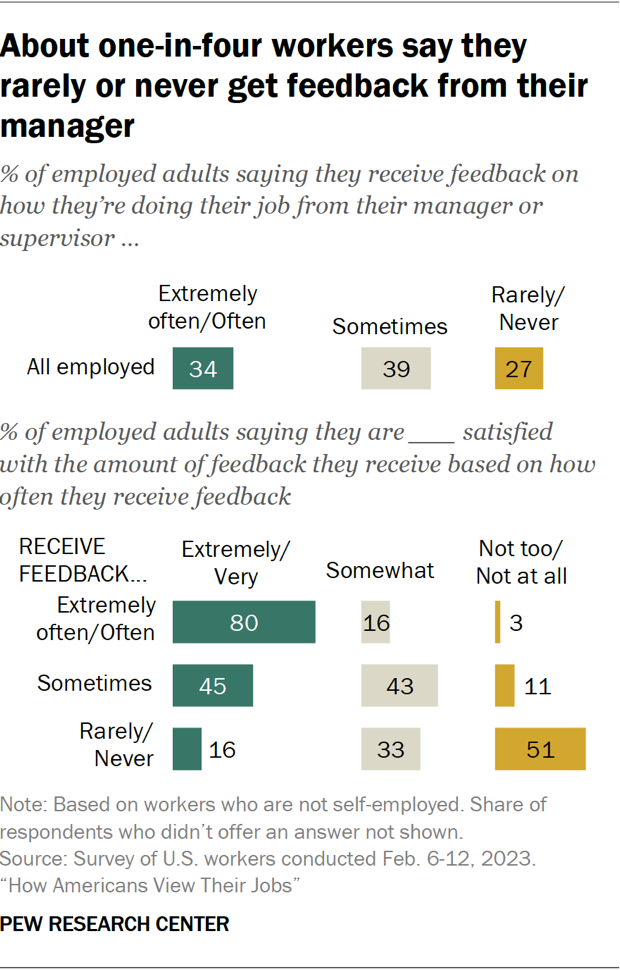 About one-in-four workers say they
rarely or never get feedback from their
manager
% of employed adults saying they receive feedback on
how they’re doing their job from their manager or
supervisor ...
Extremely
often/Often
Sometimes
Rarely/
Never
All employed 34 39 27
% of employed adults saying they are ___ satisfied
with the amount of feedback they receive based on how
often they receive feedback
RECEIVE
FEEDBACK...
Extremely/
Very
Somewhat
Not too/
Not at all
Extremely
often/Often 80 16 3
Sometimes 45 43 11
Rarely/
Never 16 33 51
Note: Based on workers who are not self-employed. Share of
respondents who didn’t offer an answer not shown.
Source: Survey of U.S. workers conducted Feb. 6-12, 2023.
“How Americans View Their Jobs”
PEW RESEARCH CENTER